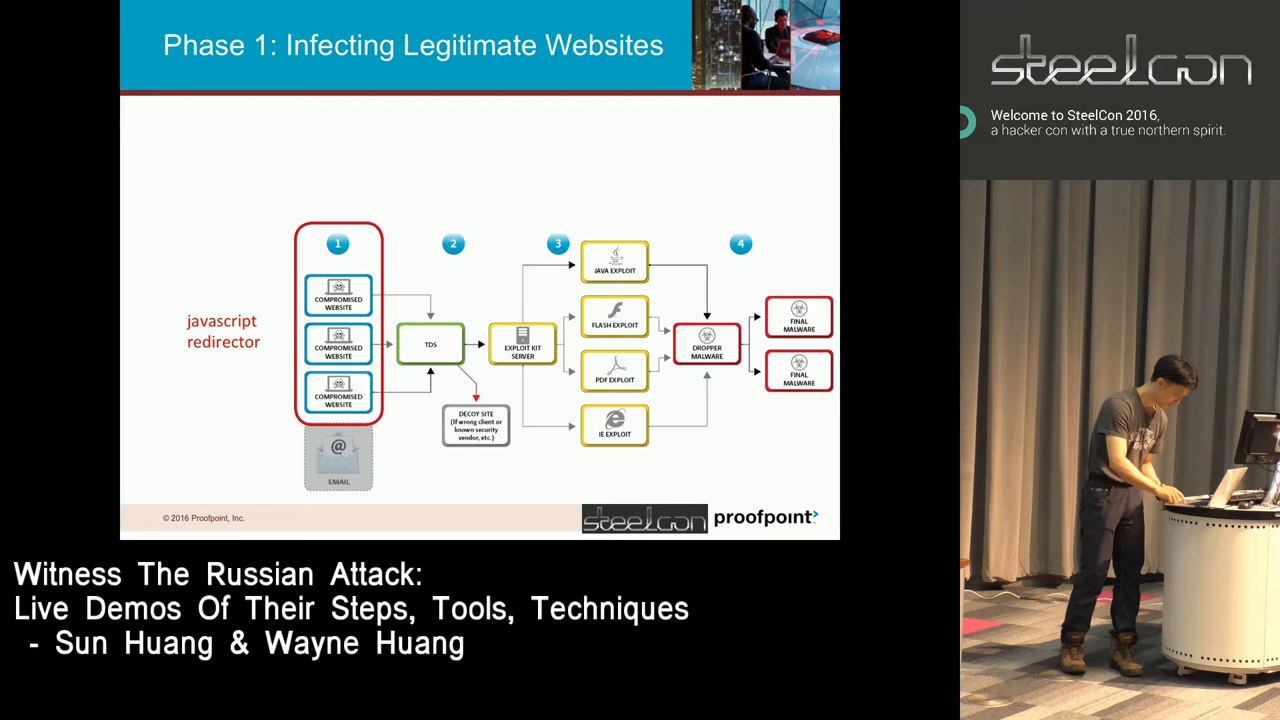 Phase 1: Infecting Legitimate Websites
steelcon
Welcome to SteelCon 2016,
a hacker con with a true northern spirit.
1
2
3
4
javascript
redirector
COMPROMISED
WEBSITE
COMPROMISED
WEBSITE
COMPROMISED
WEBSITE
@
EMAIL
TDS
DECOY SITE
(If wrong client or
known security
vendor, etc.)
EXPLOIT KIT
SERVER
JAVA EXPLOIT
FLASH EXPLOIT
PDF EXPLOIT
IE EXPLOIT
DROPPER
MALWARE
FINAL
MALWARE
FINAL
MALWARE
© 2016 Proofpoint, Inc.
steelcon
proofpoint
Witness The Russian Attack:
Live Demos Of Their Steps, Tools, Techniques
- Sun Huang & Wayne Huang